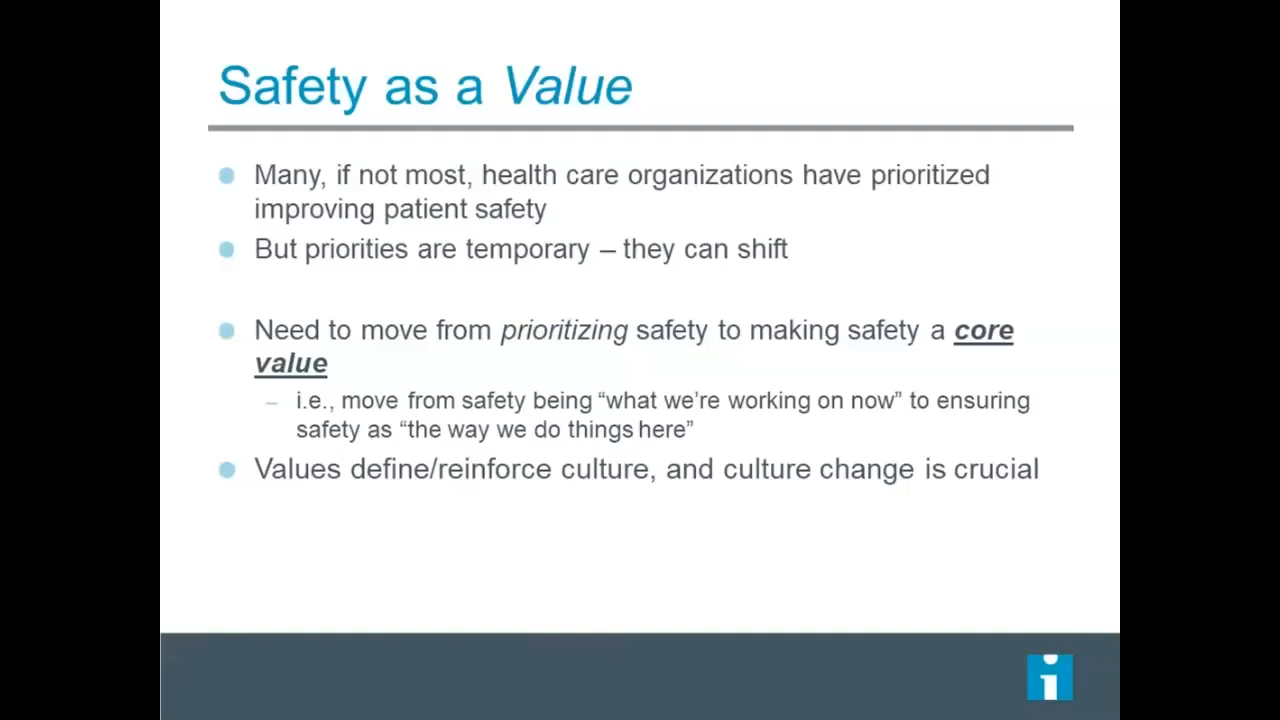 Safety as a Value
Many, if not most, health care organizations have prioritized
improving patient safety
But priorities are temporary – they can shift
Need to move from prioritizing safety to making safety a core
value
– i.e., move from safety being “what we’re working on now” to ensuring
safety as “the way we do things here”
Values define/reinforce culture, and culture change is crucial
i